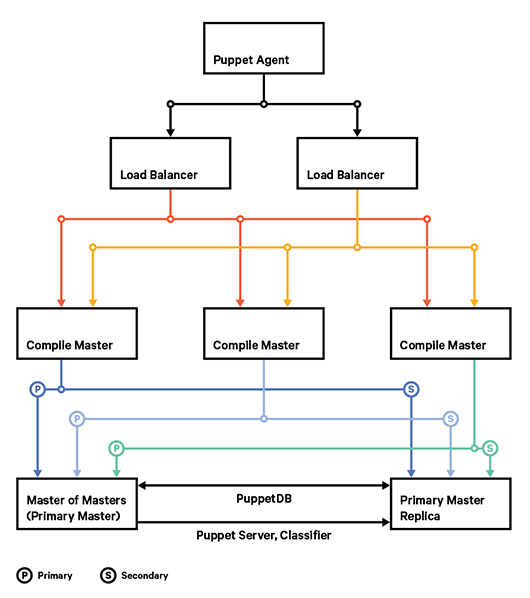 Puppet Agent
Load Balancer
Load Balancer
Compile Master
Compile Master
Compile Master
P
S
P
S
P
S
Master of Masters
(Primary Master)
PuppetDB
Primary Master
Replica
Puppet Server, Classifier
P Primary
S Secondary